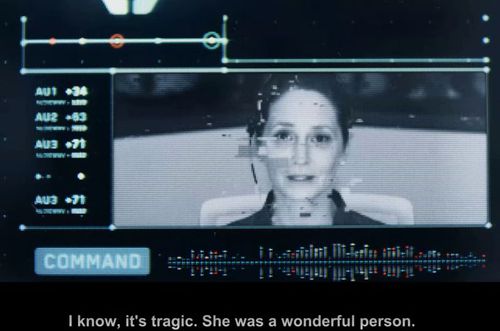 AU1 +34
AU2 +63
AU3 +71
AU3 +71
COMMAND
I know, it's tragic. She was a wonderful person.